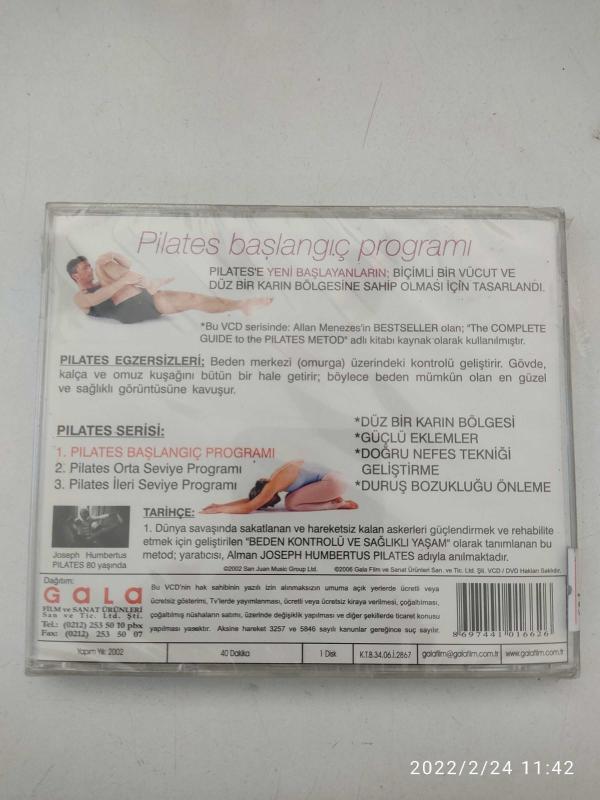 Pilates başlangıç programı
PILATES'E YENİ BAŞLAYANLARIN; BİÇİMLİ BİR VÜCUT VE
DÜZ BİR KARIN BÖLGESİNE SAHİP OLMASI İÇİN TASARLANDI.
*Bu VCD serisinde: Allan Menezes'in BESTSELLER olan; "The COMPLETE
GUIDE to the PILATES METOD" adlı kitabı kaynak olarak kullanılmıştır.
PILATES EGZERSİZLERİ; Beden merkezi (omurga) üzerindeki kontrolü geliştirir. Gövde,
kalça ve omuz kuşağını bütün bir hale getirir; böylece beden mümkün olan en güzel
ve sağlıklı görüntüsüne kavuşur.
PILATES SERİSİ:
1. PILATES BAŞLANGIÇ PROGRAMI
2. Pilates Orta Seviye Programı
3. Pilates İleri Seviye Programı
*DÜZ BİR KARIN BÖLGESİ
*GÜÇLÜ EKLEMLER
*DOĞRU NEFES TEKNİĞİ
GELİŞTİRME
*DURUŞ BOZUKLUĞU ÖNLEME
Joseph Humbertus
PILATES 80 yaşında
TARİHÇE:
1. Dünya savaşında sakatlanan ve hareketsiz kalan askerleri güçlendirmek ve rehabilite
etmek için geliştirilen "BEDEN KONTROLÜ VE SAĞLIKLI YAŞAM" olarak tanımlanan bu
metod; yaratıcısı, Alman JOSEPH HUMBERTUS PILATES adıyla anılmaktadır.
©2002 San Juan Music Group Ltd. ©2006 Gala Film ve Sanat Ürünleri San. ve Tic. Ltd. Şti. VCD / DVD Hakları Saklıdır.
Dağıtım:
GALA
FİLM ve SANAT ÜRÜNLERİ
San ve Tic. Ltd. Şti.
Tel.: (0212) 253 50 10 pbx
Fax: (0212) 253 50 07
Bu VCD'nin hak sahibinin yazılı izin alınmaksızın umuma açık yerlerde ücretli veya
ücretsiz gösterimi, Tv'lerde yayımlanması, ücretli veya ücretsiz kiraya verilmesi, çoğaltılması,
çoğaltılmış nüshaların satımı, üzerinde değişiklik yapılması ve diğer şekillerde ticaret konusu
yapılması yasaktır. Aksine hareket 3257 ve 5846 sayılı kanunlar gereğince suç sayılır.
8 697441 016626
Yapım Yılı: 2002
40 Dakika
1 Disk
K.T.B.34.06.İ.2867
galafilm@galafilm.com.tr
www.galafilm.com.tr
2022/2/24 11:42